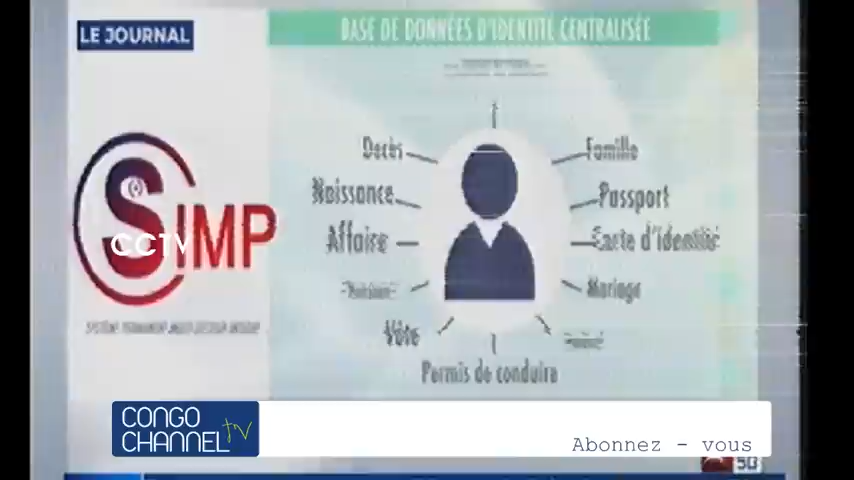 LE JOURNAL
BASE DE DONNÉES D'IDENTITÉ CENTRALISÉE
Décès
Famille
Naissance
Passport
Affaire
Carte d'identité
Mariage
Vote
Permis de conduire
SIMP
CCTV
CONGO
CHANNEL TV
Abonnez - vous
50